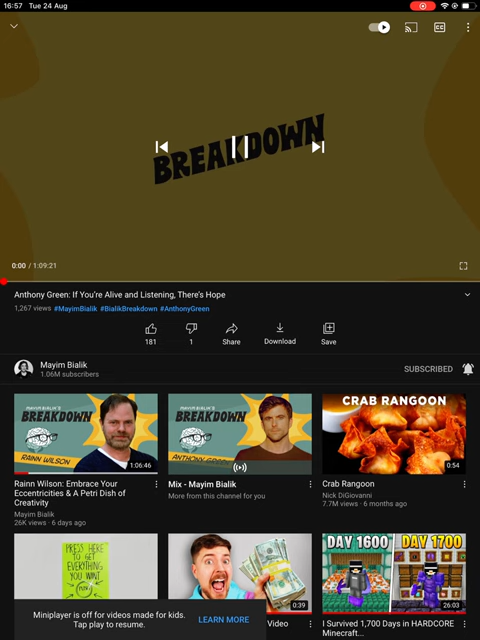 16:57 Tue 24 Aug
BREAKDOWN
0:00 / 1:09:21
Anthony Green: If You're Alive and Listening, There's Hope
1,267 views #MayimBialik #BialikBreakdown #AnthonyGreen
181
1
Share
Download
Save
Mayim Bialik
1.06M subscribers
SUBSCRIBED
MAYIM BIALIK'S
BREAKDOWN
RAINN WILSON
1:06:46
MAYIM BIALIK'S
BREAKDOWN
ANTHONY GREEN
CRAB RANGOON
0:54
Rainn Wilson: Embrace Your
Eccentricities & A Petri Dish of
Creativity
Mayim Bialik
26K views · 6 days ago
Mix - Mayim Bialik
More from this channel for you
Crab Rangoon
Nick DiGiovanni
7.7M views · 6 months ago
PRESS HERE
TO GET
EVERYTHING
YOU WANT
0:39
DAY 1600
DAY 1700
26:03
Video
I Survived 1,700 Days in HARDCORE
Minecraft...
Miniplayer is off for videos made for kids.
Tap play to resume.
LEARN MORE